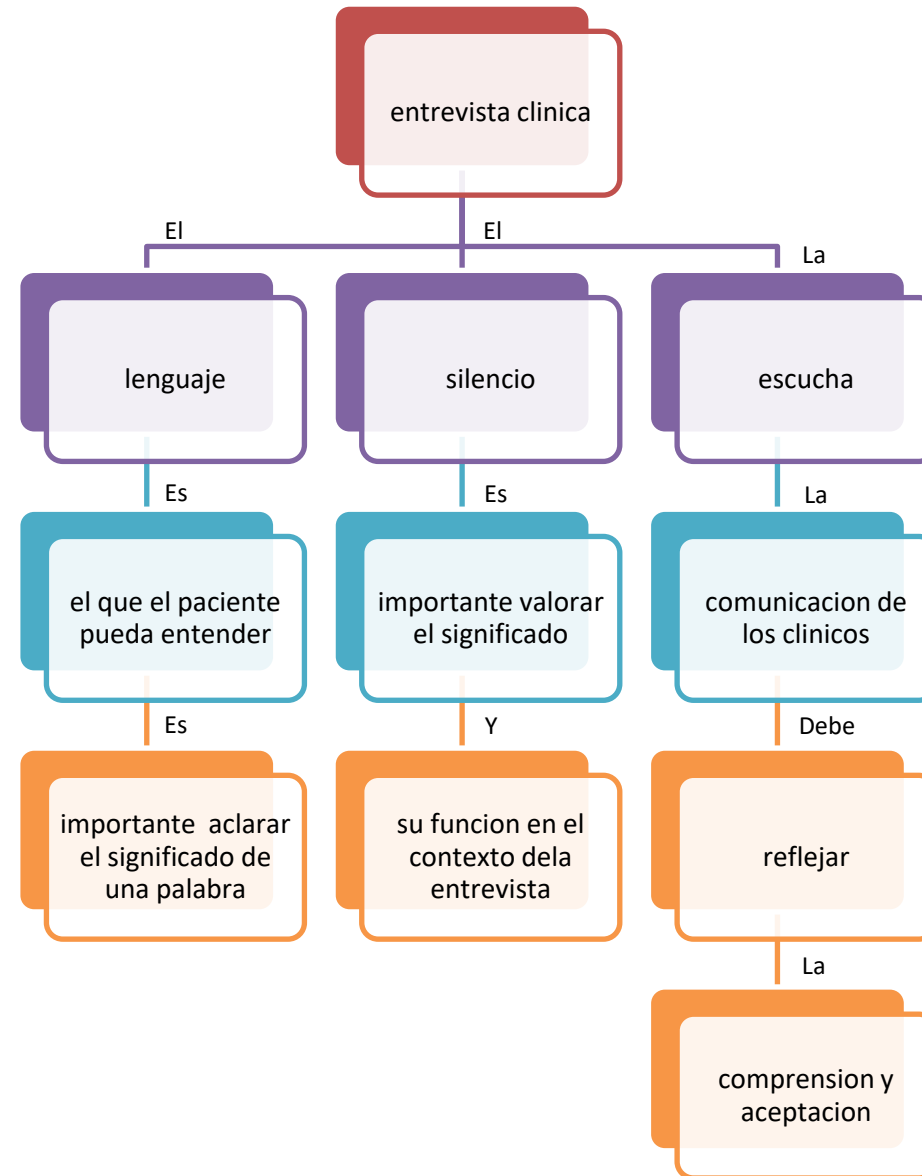 entrevista clinica
El
El
La
lenguaje
silencio
escucha
Es
Es
La
el que el paciente
pueda entender
importante valorar
el significado
comunicacion de
los clinicos
Es
Y
Debe
importante aclarar
el significado de
una palabra
su funcion en el
contexto dela
entrevista
reflejar
La
comprension y
aceptacion